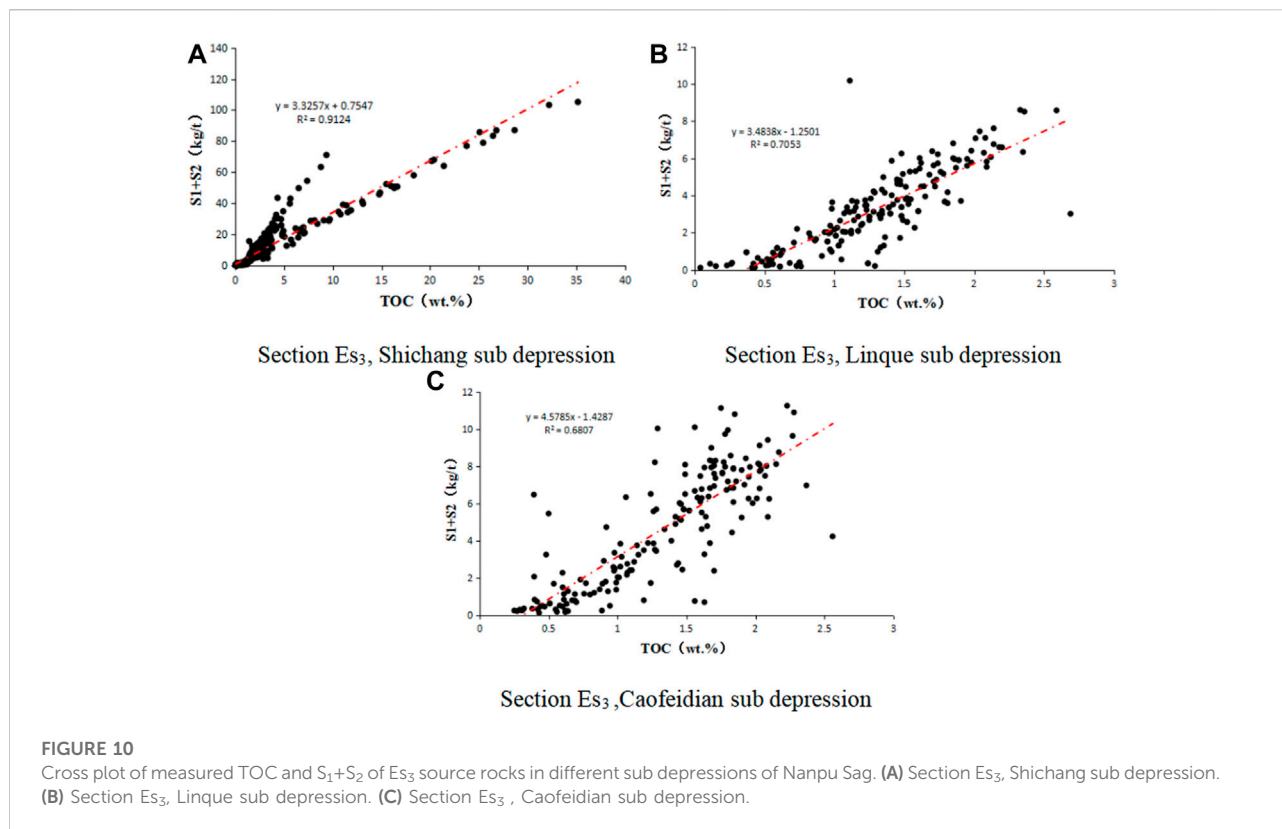 A
140
120
100
80
60
40
20
0
S1+S2 (kg/t)
y = 3.3257x + 0.7547
R² = 0.9124
0 5 10 15 20 25 30 35 40
TOC (wt.%)
Section Es₃, Shichang sub depression
B
12
10
8
6
4
2
0
S1+S2 (kg/t)
y = 3.4838x - 1.2501
R² = 0.7053
0 0.5 1 1.5 2 2.5 3
TOC (wt.%)
Section Es₃, Linque sub depression
C
12
10
8
6
4
2
0
S1+S2 (kg/t)
y = 4.5785x - 1.4287
R² = 0.6807
0 0.5 1 1.5 2 2.5 3
TOC (wt.%)
Section Es₃ ,Caofeidian sub depression
FIGURE 10
Cross plot of measured TOC and S₁+S₂ of Es₃ source rocks in different sub depressions of Nanpu Sag. (A) Section Es₃, Shichang sub depression.
(B) Section Es₃, Linque sub depression. (C) Section Es₃ , Caofeidian sub depression.